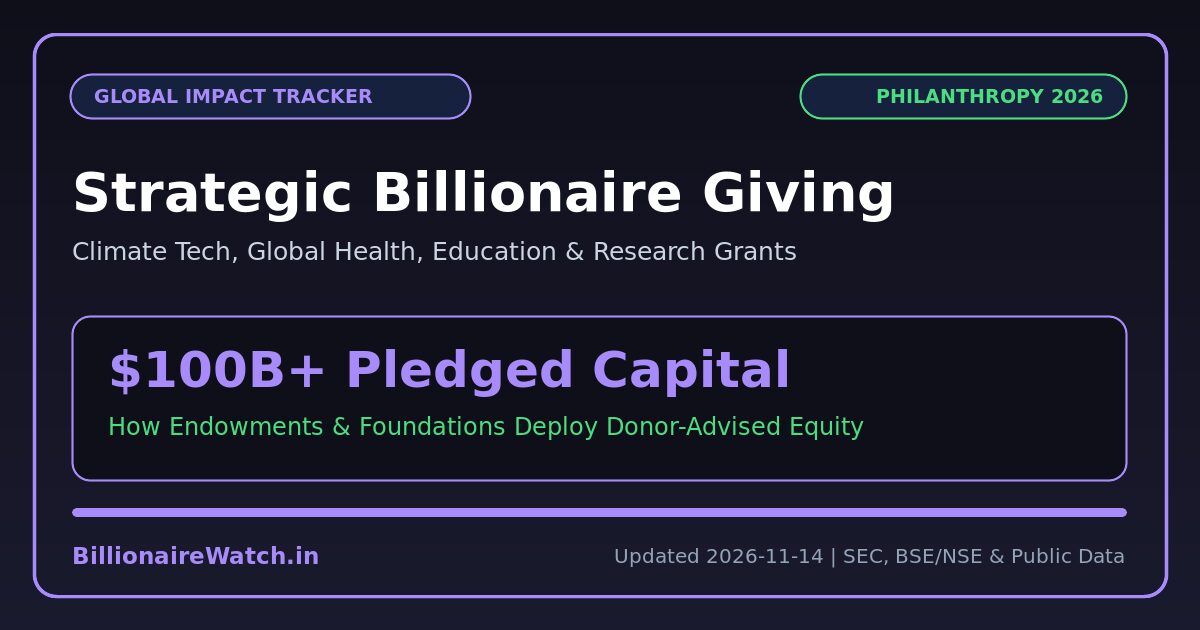 GLOBAL IMPACT TRACKER
PHILANTHROPY 2026
Strategic Billionaire Giving
Climate Tech, Global Health, Education & Research Grants
$100B+ Pledged Capital
How Endowments & Foundations Deploy Donor-Advised Equity
BillionaireWatch.in
Updated 2026-11-14 | SEC, BSE/NSE & Public Data